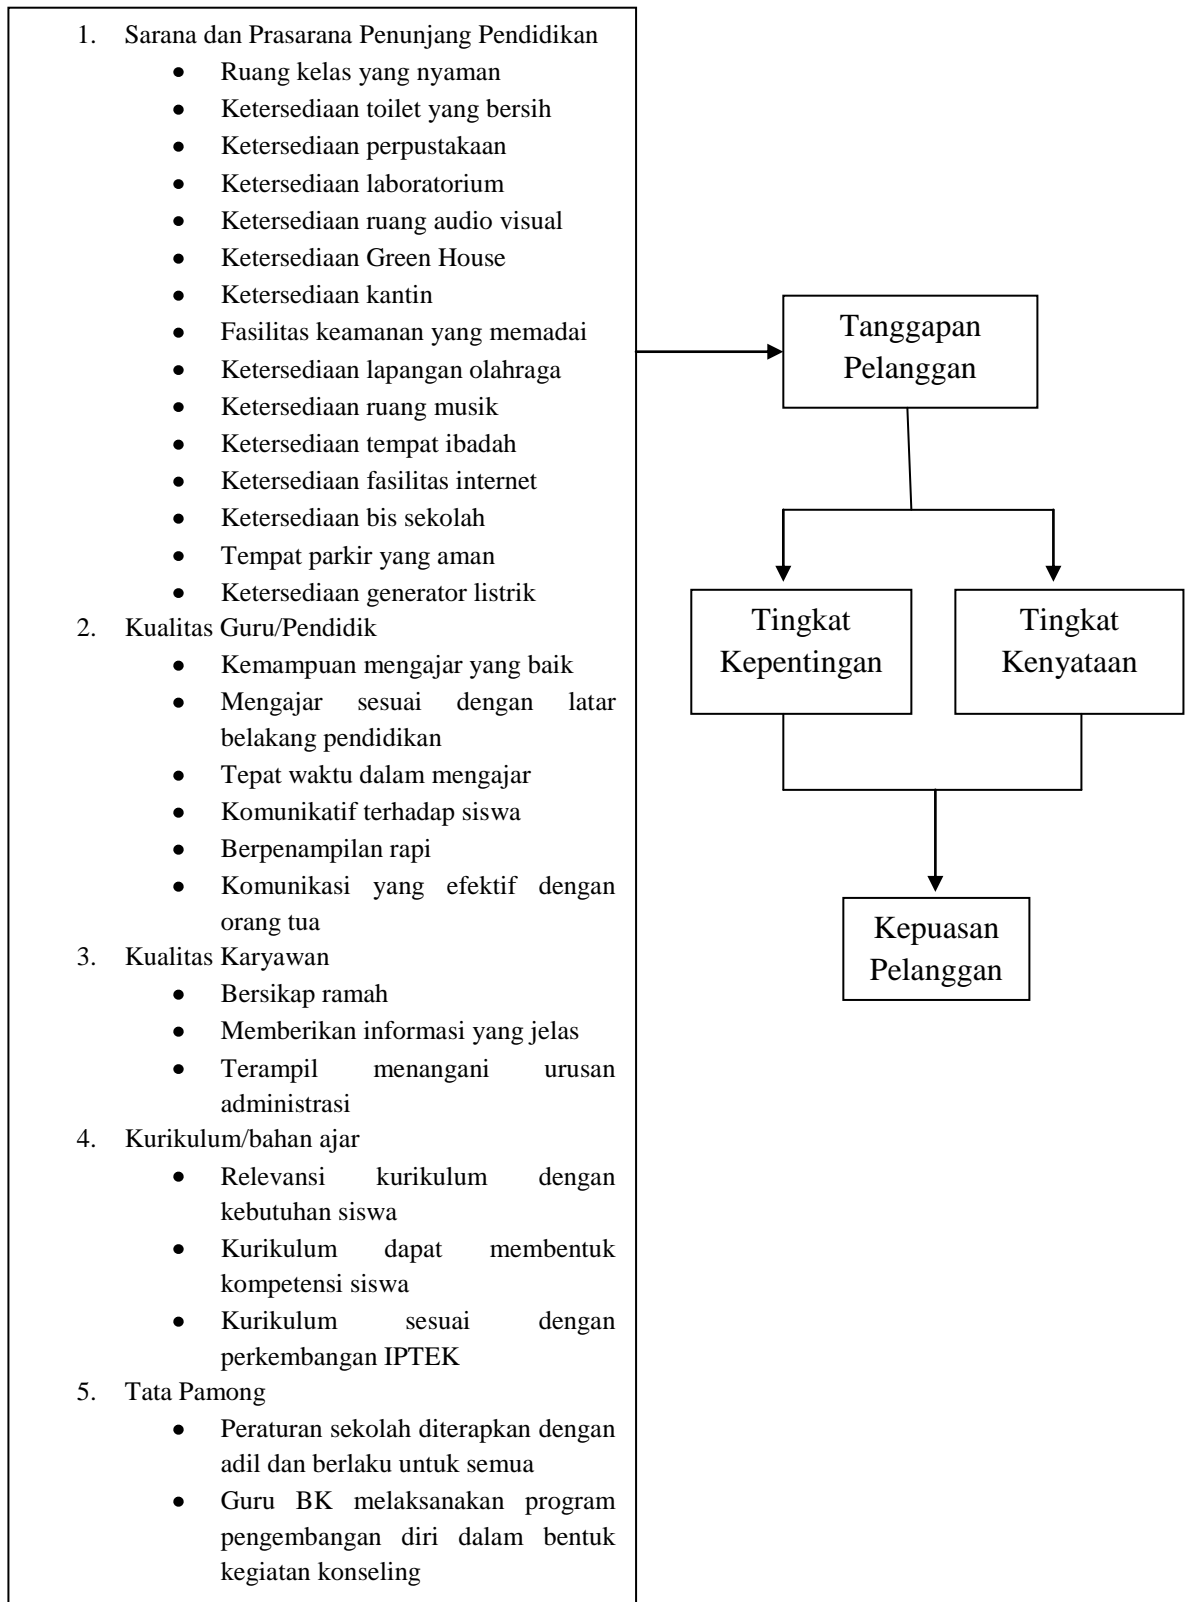 1. Sarana dan Prasarana Penunjang Pendidikan
● Ruang kelas yang nyaman
● Ketersediaan toilet yang bersih
● Ketersediaan perpustakaan
● Ketersediaan laboratorium
● Ketersediaan ruang audio visual
● Ketersediaan Green House
● Ketersediaan kantin
● Fasilitas keamanan yang memadai
● Ketersediaan lapangan olahraga
● Ketersediaan ruang musik
● Ketersediaan tempat ibadah
● Ketersediaan fasilitas internet
● Ketersediaan bis sekolah
● Tempat parkir yang aman
● Ketersediaan generator listrik
2. Kualitas Guru/Pendidik
● Kemampuan mengajar yang baik
● Mengajar sesuai dengan latar
belakang pendidikan
● Tepat waktu dalam mengajar
● Komunikatif terhadap siswa
● Berpenampilan rapi
● Komunikasi yang efektif dengan
orang tua
3. Kualitas Karyawan
● Bersikap ramah
● Memberikan informasi yang jelas
● Terampil menangani urusan
administrasi
4. Kurikulum/bahan ajar
● Relevansi kurikulum dengan
kebutuhan siswa
● Kurikulum dapat membentuk
kompetensi siswa
● Kurikulum sesuai dengan
perkembangan IPTEK
5. Tata Pamong
● Peraturan sekolah diterapkan dengan
adil dan berlaku untuk semua
● Guru BK melaksanakan program
pengembangan diri dalam bentuk
kegiatan konseling
Tanggapan
Pelanggan
Tingkat
Kepentingan
Tingkat
Kenyataan
Kepuasan
Pelanggan